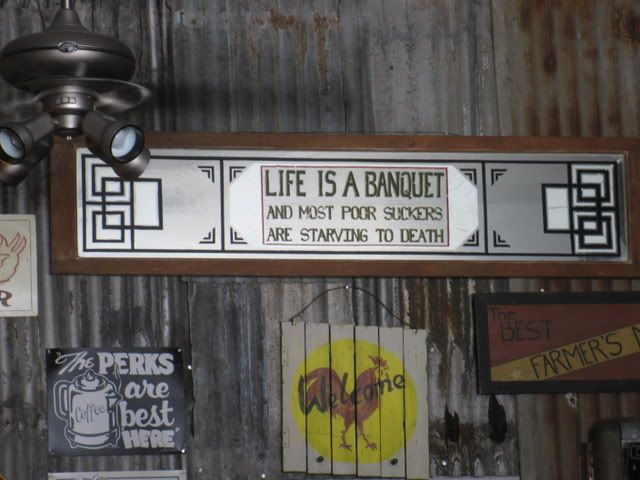 LIFE IS A BANQUET
AND MOST POOR SUCKERS
ARE STARVING TO DEATH
R
The PERKS
are
best
HERE
Coffee
Welcome
The
BEST
FARMER'S